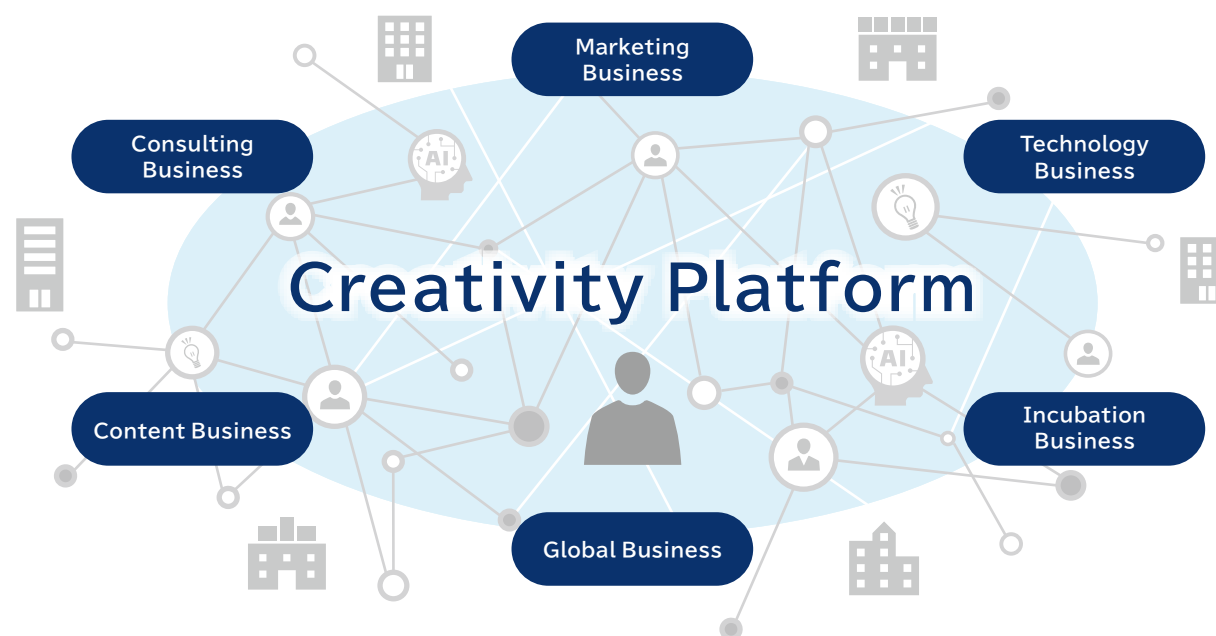 Marketing
Business
Consulting
Business
Technology
Business
AI
Creativity Platform
AI
Content Business
Incubation
Business
Global Business